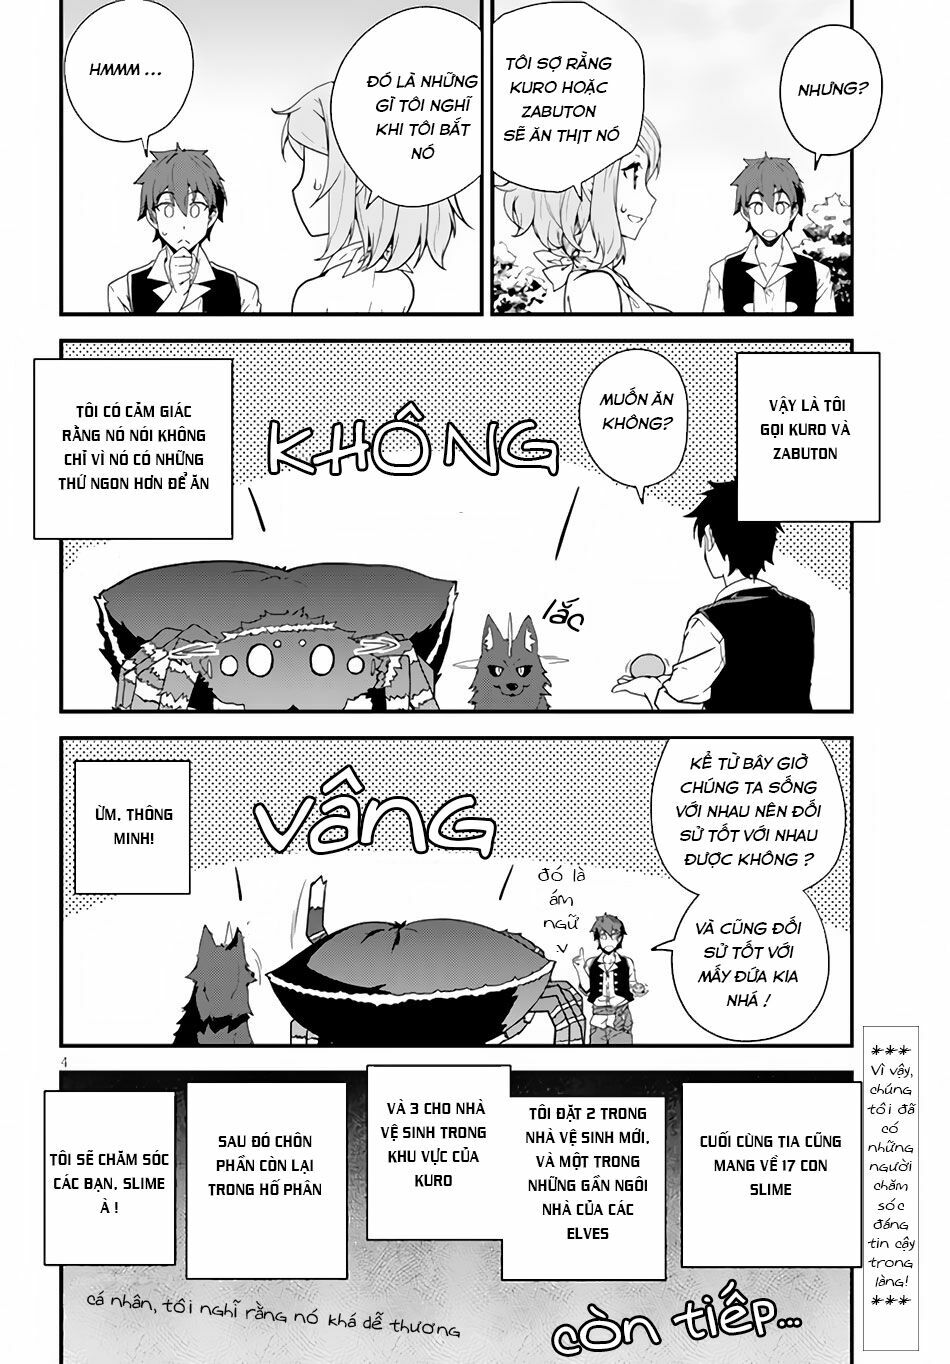 NHƯNG?
TÔI SỢ RẰNG
KURO HOẶC
ZABUTON
SẼ ĂN THỊT NÓ
ĐÓ LÀ NHỮNG
GÌ TÔI NGHĨ
KHI TÔI BẮT
NÓ
HMMM ...
VẬY LÀ TÔI
GỌI KURO VÀ
ZABUTON
MUỐN ĂN
KHÔNG?
KHÔNG
lắc
TÔI CÓ CẢM GIÁC
RẰNG NÓ NÓI KHÔNG
CHỈ VÌ NÓ CÓ NHỮNG
THỨ NGON HƠN ĐỂ ĂN
KỂ TỪ BÂY GIỜ
CHÚNG TA SỐNG
VỚI NHAU NÊN ĐỐI
SỬ TỐT VỚI NHAU
ĐƯỢC KHÔNG ?
VÀ CŨNG ĐỐI
SỬ TỐT VỚI
MẤY ĐỨA KIA
NHÁ !
đó là
ám
ngữ
:v
VÂNG
ỪM, THÔNG
MINH!
4
CUỐI CÙNG TIA CŨNG
MANG VỀ 17 CON
SLIME
TÔI ĐẶT 2 TRONG
NHÀ VỆ SINH MỚI,
VÀ MỘT TRONG
NHỮNG GẦN NGÔI
NHÀ CỦA CÁC
ELVES
VÀ 3 CHO NHÀ
VỆ SINH TRONG
KHU VỰC CỦA
KURO
SAU ĐÓ CHÔN
PHẦN CÒN LẠI
TRONG HỐ PHÂN
TÔI SẼ CHĂM SÓC
CÁC BẠN, SLIME
À !
cá nhân, tôi nghĩ rằng nó khá dễ thương
còn tiếp...
***
Vì vậy,
chúng
tôi đã
có
những
người
chăm
sóc
đáng
tin cậy
trong
làng!
***